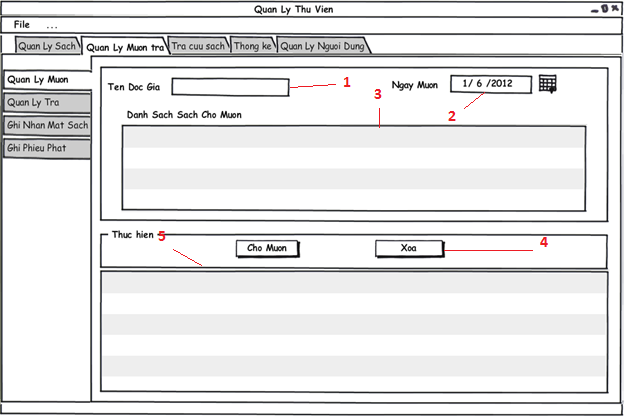 Quan Ly Thu Vien
File ...
Quan Ly Sach Quan Ly Muon tra Tra cuu sach Thong ke Quan Ly Nguoi Dung
Quan Ly Muon
Quan Ly Tra
Ghi Nhan Mat Sach
Ghi Phieu Phat
Ten Doc Gia 1 Ngay Muon 1/ 6 /2012
2
3
Danh Sach Sach Cho Muon
Thuc hien
Cho Muon Xoa 4
5